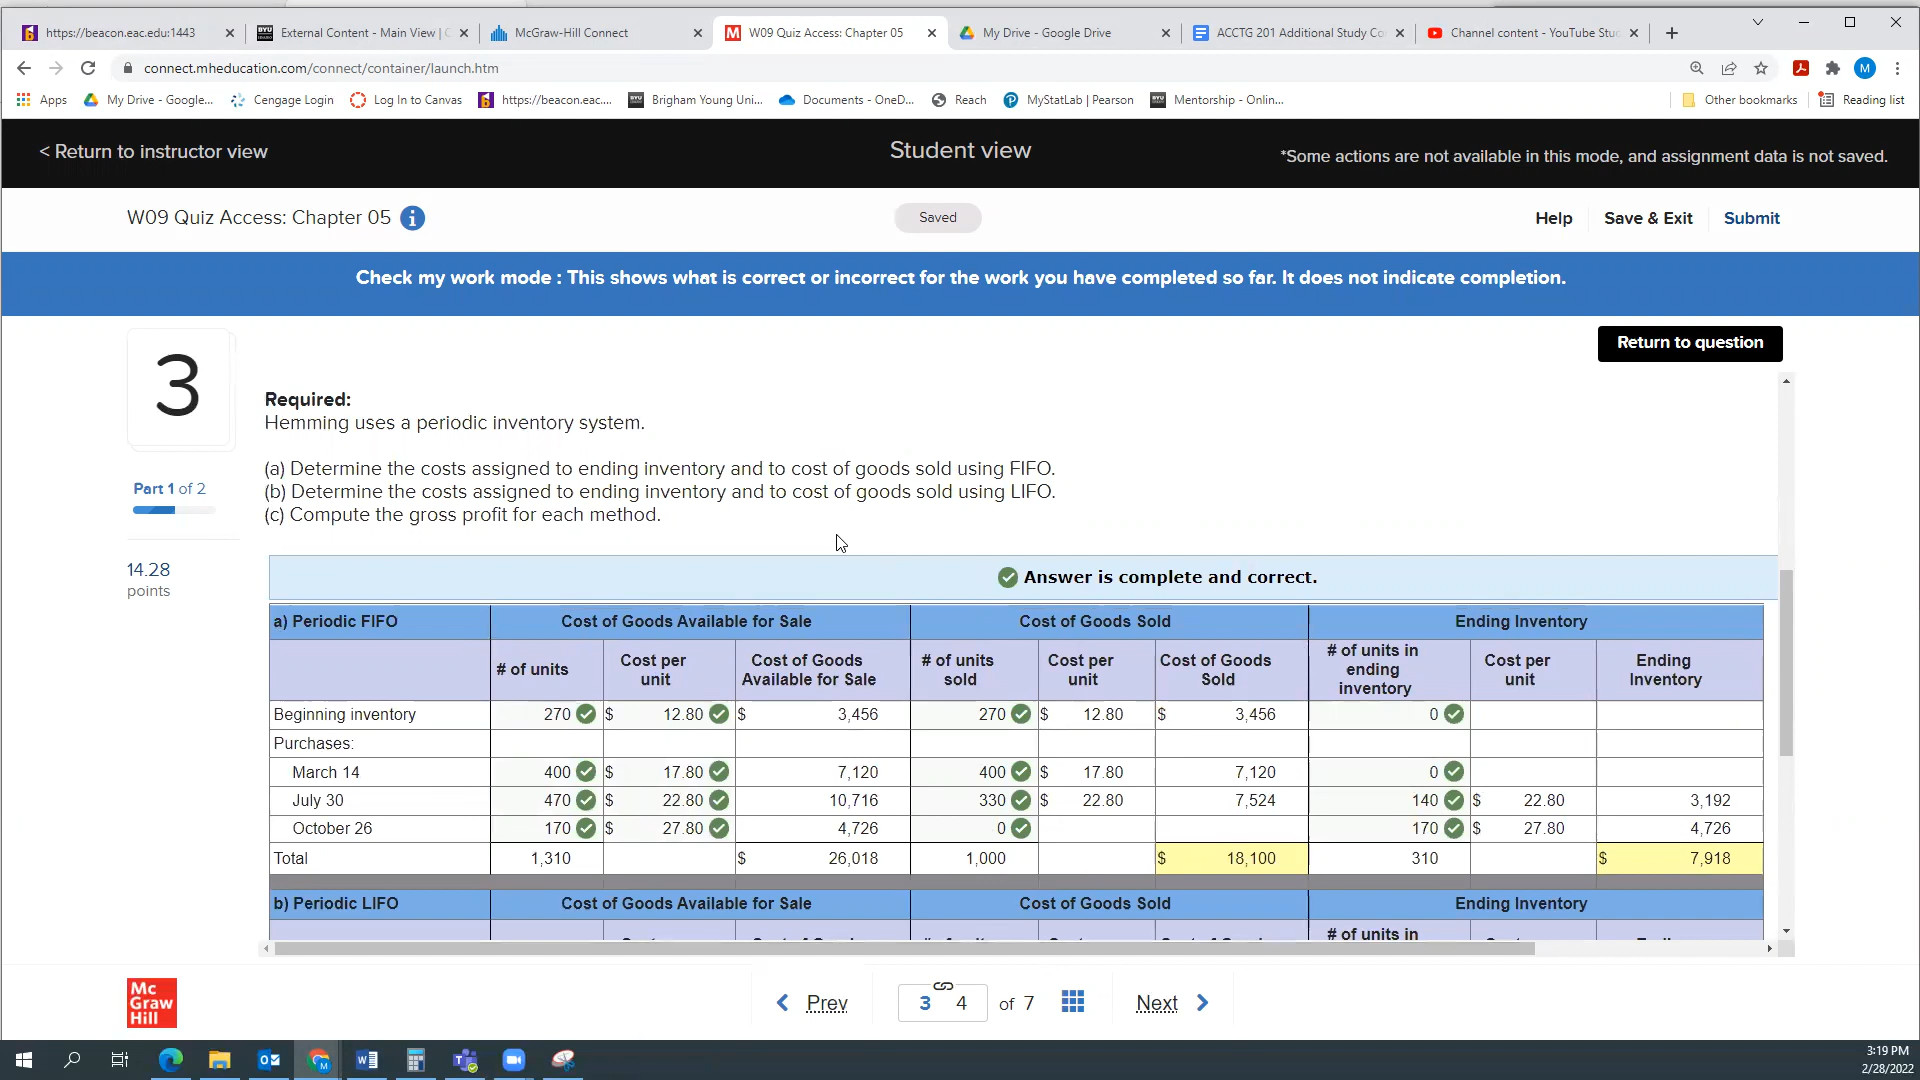 https://beacon.eac.edu:1443
External Content - Main View |
McGraw-Hill Connect
W09 Quiz Access: Chapter 05
My Drive - Google Drive
ACCTG 201 Additional Study Co
Channel content - YouTube Stu
connect.mheducation.com/connect/container/launch.htm
M
Apps
My Drive - Google...
Cengage Login
Log In to Canvas
https://beacon.eac....
Brigham Young Uni...
Documents - OneD...
Reach
MyStatLab | Pearson
Mentorship - Onlin...
Other bookmarks
Reading list
< Return to instructor view
Student view
*Some actions are not available in this mode, and assignment data is not saved.
W09 Quiz Access: Chapter 05
Saved
Help
Save & Exit
Submit
Check my work mode : This shows what is correct or incorrect for the work you have completed so far. It does not indicate completion.
3
Return to question
Part 1 of 2
14.28
points
Required:
Hemming uses a periodic inventory system.
(a) Determine the costs assigned to ending inventory and to cost of goods sold using FIFO.
(b) Determine the costs assigned to ending inventory and to cost of goods sold using LIFO.
(c) Compute the gross profit for each method.
Answer is complete and correct.
a) Periodic FIFO Cost of Goods Available for Sale Cost of Goods Sold Ending Inventory
# of units Cost per unit Cost of Goods Available for Sale # of units sold Cost per unit Cost of Goods Sold # of units in ending inventory Cost per unit Ending Inventory
Beginning inventory 270 $ 12.80 $ 3,456 270 $ 12.80 $ 3,456 0
Purchases:
March 14 400 $ 17.80 7,120 400 $ 17.80 7,120 0
July 30 470 $ 22.80 10,716 330 $ 22.80 7,524 140 $ 22.80 3,192
October 26 170 $ 27.80 4,726 0 170 $ 27.80 4,726
Total 1,310 $ 26,018 1,000 $ 18,100 310 $ 7,918
b) Periodic LIFO Cost of Goods Available for Sale Cost of Goods Sold Ending Inventory
# of units in
Mc
Graw
Hill
Prev
3 4 of 7
Next
3:19 PM
2/28/2022